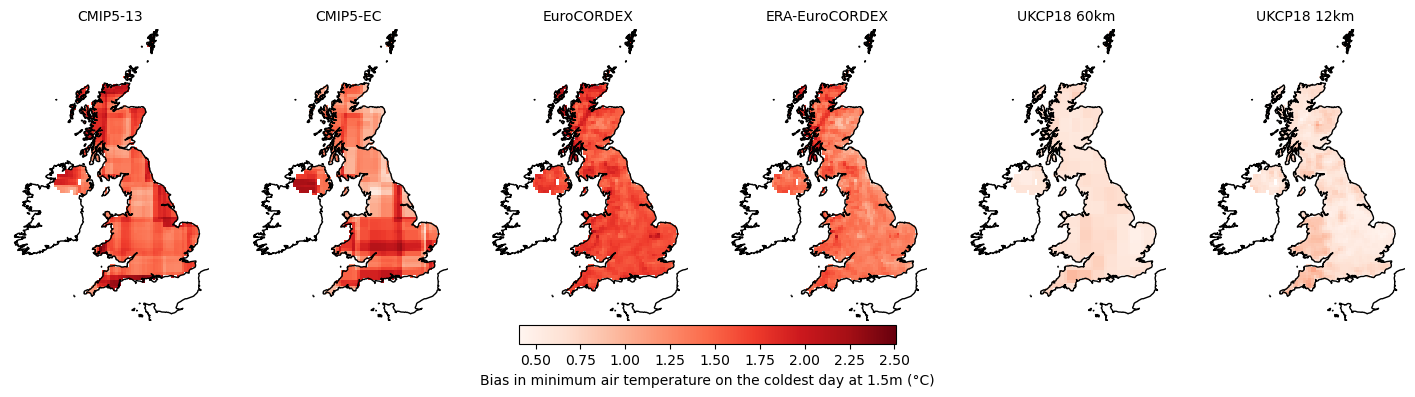 CMIP5-13 CMIP5-EC EuroCORDEX ERA-EuroCORDEX UKCP18 60km UKCP18 12km
0.50 0.75 1.00 1.25 1.50 1.75 2.00 2.25 2.50
Bias in minimum air temperature on the coldest day at 1.5m (°C)